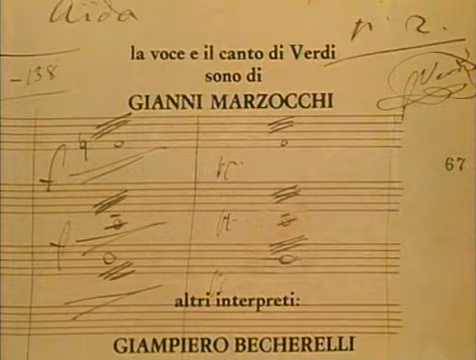 Aida
n. 2.
la voce e il canto di Verdi
sono di
-138
Verdi
GIANNI MARZOCCHI
67
altri interpreti:
GIAMPIERO BECHERELLI